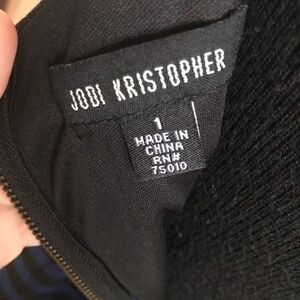 JODI KRISTOPHER
1
MADE IN
CHINA
RN#
75010